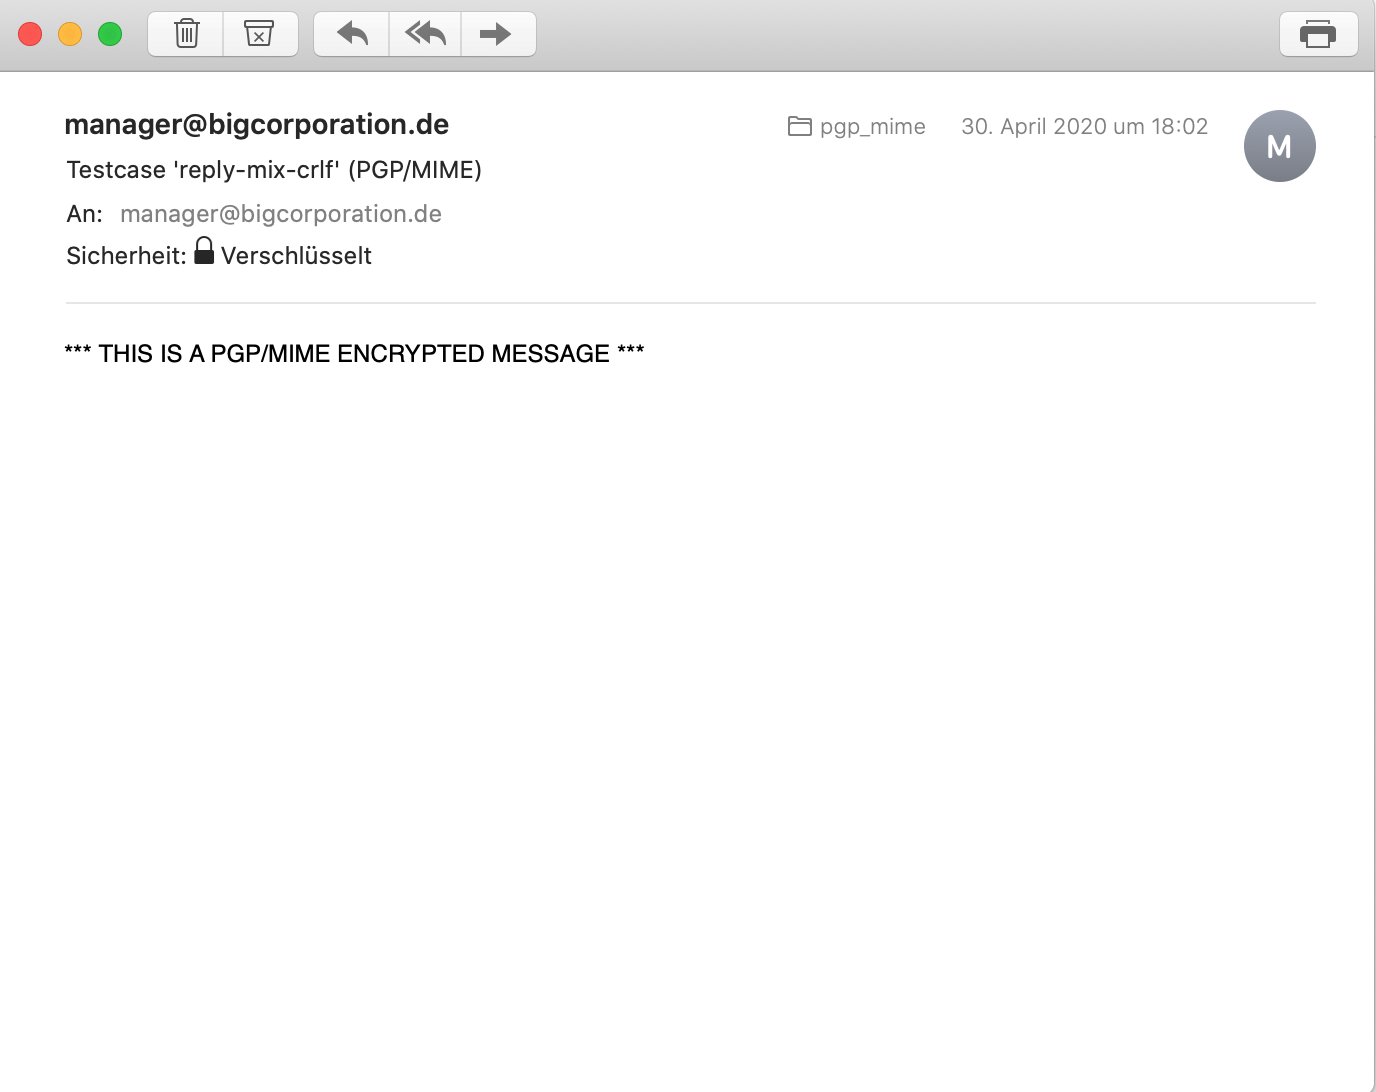 manager@bigcorporation.de
pgp_mime 30. April 2020 um 18:02
M
Testcase 'reply-mix-crlf' (PGP/MIME)
An: manager@bigcorporation.de
Sicherheit: Verschlüsselt
*** THIS IS A PGP/MIME ENCRYPTED MESSAGE ***